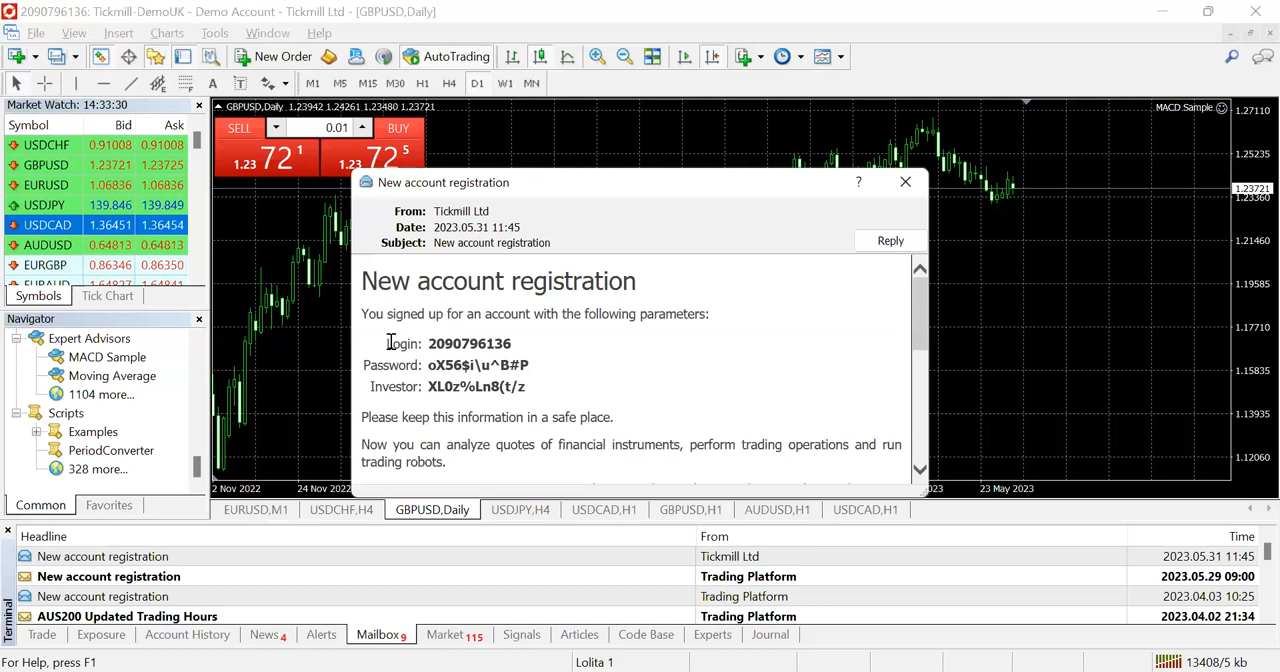 2090796136: Tickmill-DemoUK - Demo Account - Tickmill Ltd - [GBPUSD,Daily]
File View Insert Charts Tools Window Help
New Order AutoTrading
A T M1 M5 M15 M30 H1 H4 D1 W1 MN
Market Watch: 14:33:30
Symbol Bid Ask
USDCHF 0.91008 0.91008
GBPUSD 1.23721 1.23725
EURUSD 1.06836 1.06836
USDJPY 139.846 139.849
USDCAD 1.36451 1.36454
AUDUSD 0.64813 0.64813
EURGBP 0.86346 0.86350
Symbols Tick Chart
Navigator
Expert Advisors
MACD Sample
Moving Average
1104 more...
Scripts
Examples
PeriodConverter
328 more...
Common Favorites
GBPUSD,Daily 1.23942 1.24261 1.23480 1.23721
MACD Sample
SELL 0.01 BUY
1.23 72 1 1.23 72 5
1.27110
1.25235
1.23721
1.23360
1.21460
1.19585
1.17710
1.15835
1.13935
1.12060
New account registration ? ×
From: Tickmill Ltd
Date: 2023.05.31 11:45
Subject: New account registration
Reply
New account registration
You signed up for an account with the following parameters:
Login: 2090796136
Password: oX56$i\u^B#P
Investor: XL0z%Ln8(t/z
Please keep this information in a safe place.
Now you can analyze quotes of financial instruments, perform trading operations and run
trading robots.
2 Nov 2022 24 Nov 2022 2023 23 May 2023
EURUSD,M1 USDCHF,H4 GBPUSD,Daily USDJPY,H4 USDCAD,H1 GBPUSD,H1 AUDUSD,H1 USDCAD,H1
Headline From Time
New account registration Tickmill Ltd 2023.05.31 11:45
New account registration Trading Platform 2023.05.29 09:00
New account registration Trading Platform 2023.04.03 10:25
AUS200 Updated Trading Hours Trading Platform 2023.04.02 21:34
Terminal
Trade Exposure Account History News 4 Alerts Mailbox 9 Market 115 Signals Articles Code Base Experts Journal
For Help, press F1 Lolita 1 13408/5 kb